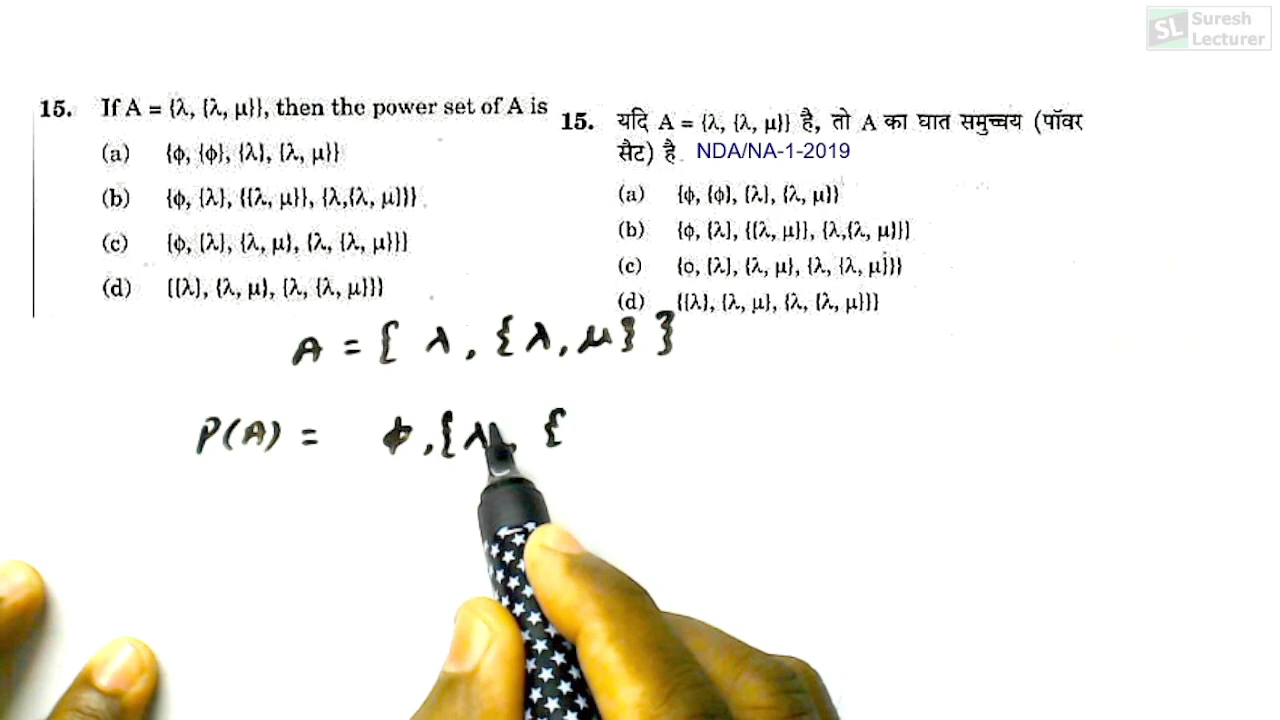 SL Suresh Lecturer
15. If A = {λ, {λ, μ}}, then the power set of A is
(a) {ϕ, {ϕ}, {λ}, {λ, μ}}
(b) {ϕ, {λ}, {{λ, μ}}, {λ,{λ, μ}}}
(c) {ϕ, {λ}, {λ, μ}, {λ, {λ, μ}}}
(d) {{λ}, {λ, μ}, {λ, {λ, μ}}}
15. यदि A = {λ, {λ, μ}} है, तो A का घात समुच्चय (पॉवर
सैट) है NDA/NA-1-2019
(a) {ϕ, {ϕ}, {λ}, {λ, μ}}
(b) {ϕ, {λ}, {{λ, μ}}, {λ,{λ, μ}}}
(c) {ο, {λ}, {λ, μ}, {λ, {λ, μ}}}
(d) {{λ}, {λ, μ}, {λ, {λ, μ}}}
A = { λ, {λ, μ} }
P(A) = ϕ, {λ {